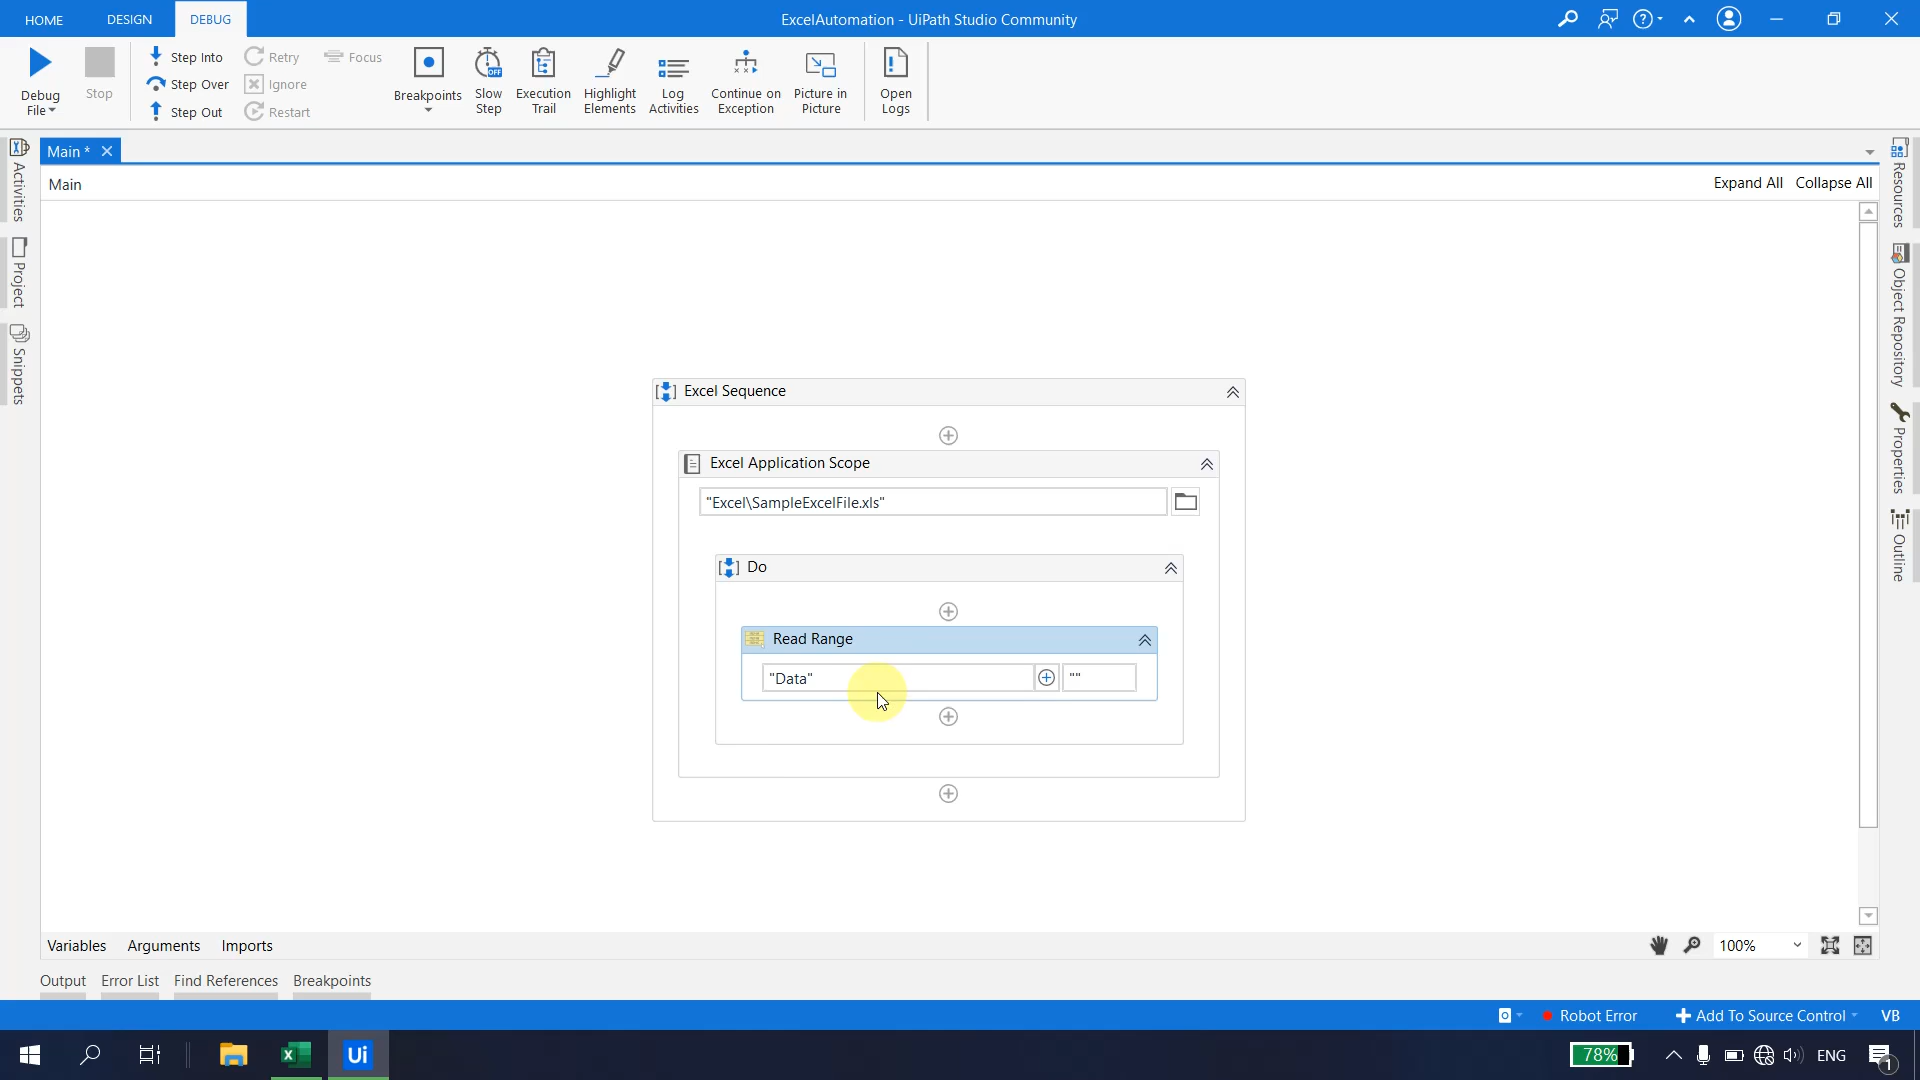 HOME DESIGN DEBUG ExcelAutomation - UiPath Studio Community
Debug File
Stop
Step Into
Step Over
Step Out
Retry
Ignore
Restart
Focus
Breakpoints
Slow Step
OFF
Execution Trail
Highlight Elements
Log Activities
Continue on Exception
Picture in Picture
Open Logs
Main *
Main
Expand All Collapse All
Activities
Project
Snippets
Resources
Object Repository
Properties
Outline
Excel Sequence
Excel Application Scope
"Excel\SampleExcelFile.xls"
Do
Read Range
"Data" ""
Variables Arguments Imports
100%
Output Error List Find References Breakpoints
Robot Error Add To Source Control VB
Ui
78%
ENG
1